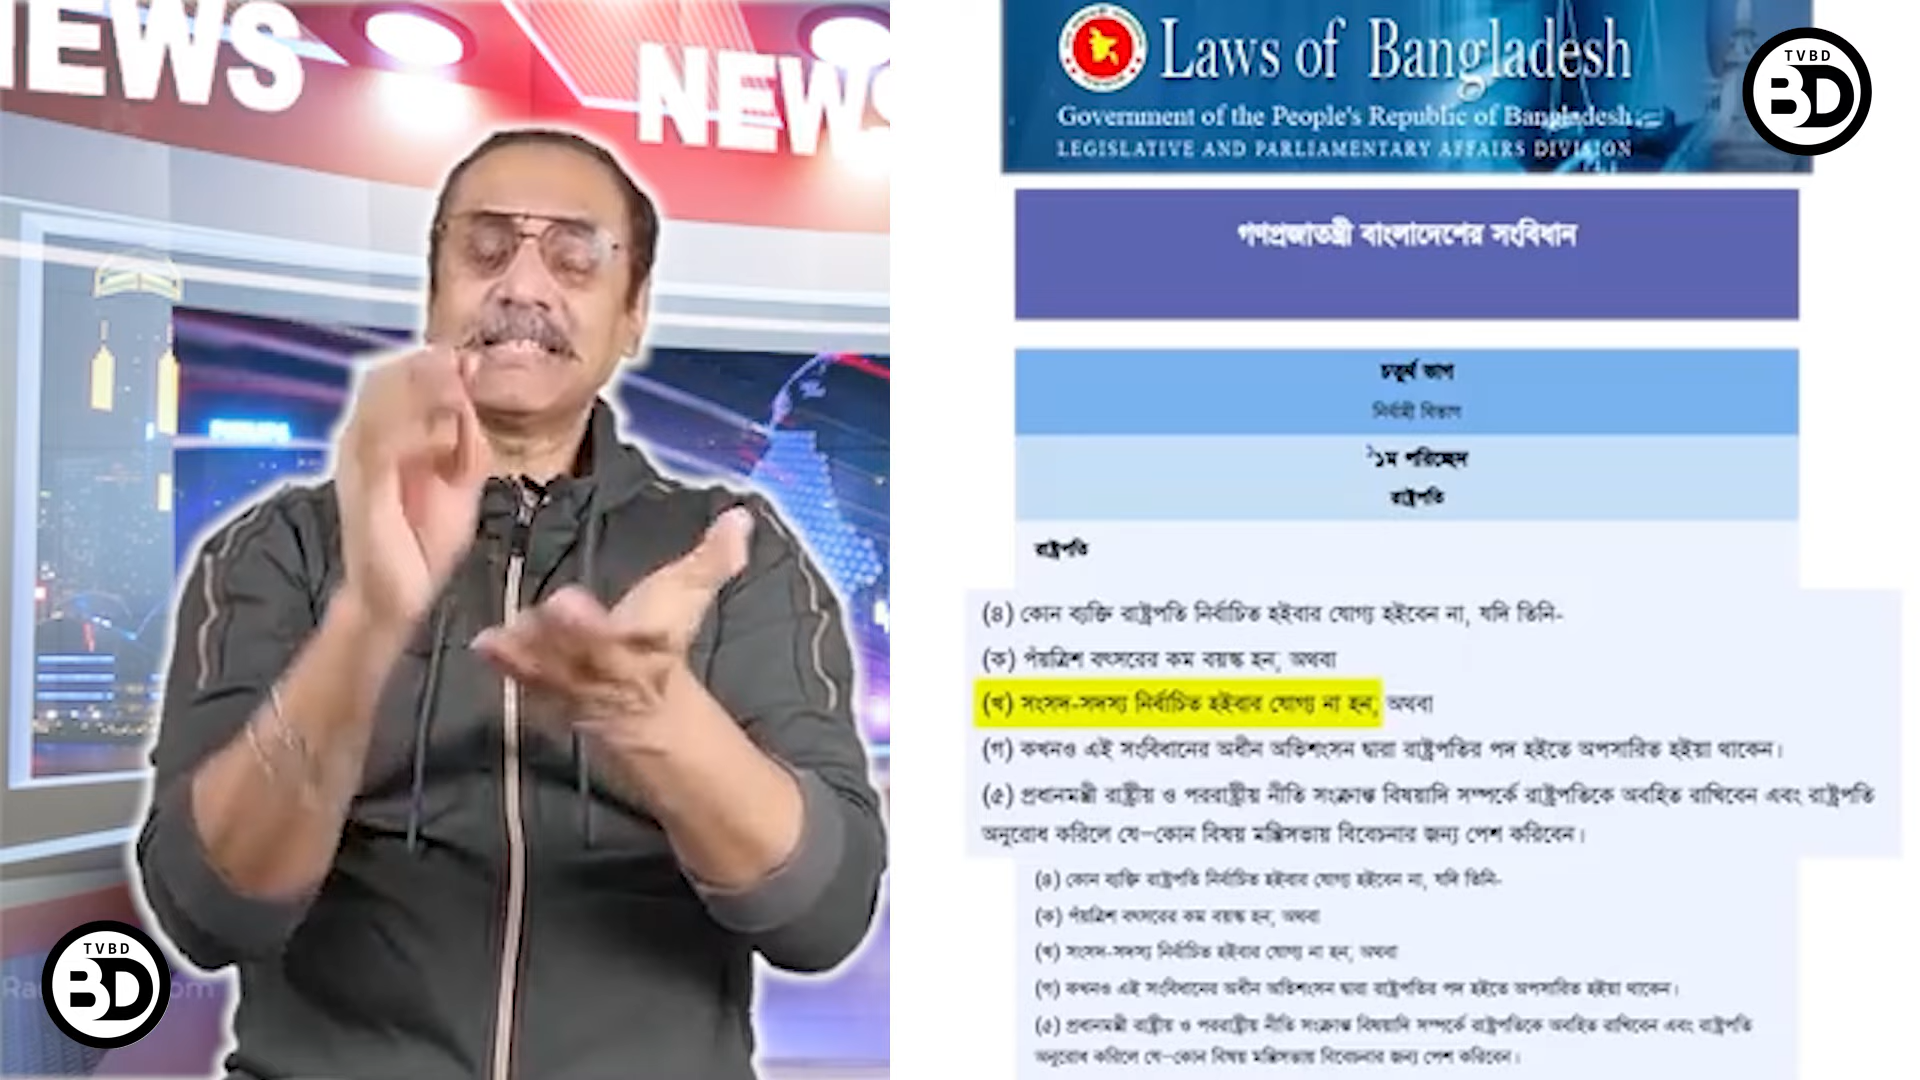 NEWS
NEWS
TVBD
BD
Laws of Bangladesh
Government of the People's Republic of Bangladesh
LEGISLATIVE AND PARLIAMENTARY AFFAIRS DIVISION
TVBD
BD
গণপ্রজাতন্ত্রী বাংলাদেশের সংবিধান
চতুর্থ ভাগ
নির্বাহী বিভাগ
১ম পরিচ্ছেদ
রাষ্ট্রপতি
রাষ্ট্রপতি
(৪) কোন ব্যক্তি রাষ্ট্রপতি নির্বাচিত হইবার যোগ্য হইবেন না, যদি তিনি-
(ক) পঁয়ত্রিশ বৎসরের কম বয়স্ক হন; অথবা
(খ) সংসদ-সদস্য নির্বাচিত হইবার যোগ্য না হন; অথবা
(গ) কখনও এই সংবিধানের অধীন অভিশংসন দ্বারা রাষ্ট্রপতির পদ হইতে অপসারিত হইয়া থাকেন।
(৫) প্রধানমন্ত্রী রাষ্ট্রীয় ও পররাষ্ট্রীয় নীতি সংক্রান্ত বিষয়াদি সম্পর্কে রাষ্ট্রপতিকে অবহিত রাখিবেন এবং রাষ্ট্রপতি
অনুরোধ করিলে যে-কোন বিষয় মন্ত্রিসভায় বিবেচনার জন্য পেশ করিবেন।
(৪) কোন ব্যক্তি রাষ্ট্রপতি নির্বাচিত হইবার যোগ্য হইবেন না, যদি তিনি-
(ক) পঁয়ত্রিশ বৎসরের কম বয়স্ক হন; অথবা
(খ) সংসদ-সদস্য নির্বাচিত হইবার যোগ্য না হন; অথবা
(গ) কখনও এই সংবিধানের অধীন অভিশংসন দ্বারা রাষ্ট্রপতির পদ হইতে অপসারিত হইয়া থাকেন।
(৫) প্রধানমন্ত্রী রাষ্ট্রীয় ও পররাষ্ট্রীয় নীতি সংক্রান্ত বিষয়াদি সম্পর্কে রাষ্ট্রপতিকে অবহিত রাখিবেন এবং রাষ্ট্রপতি
অনুরোধ করিলে যে-কোন বিষয় মন্ত্রিসভায় বিবেচনার জন্য পেশ করিবেন।